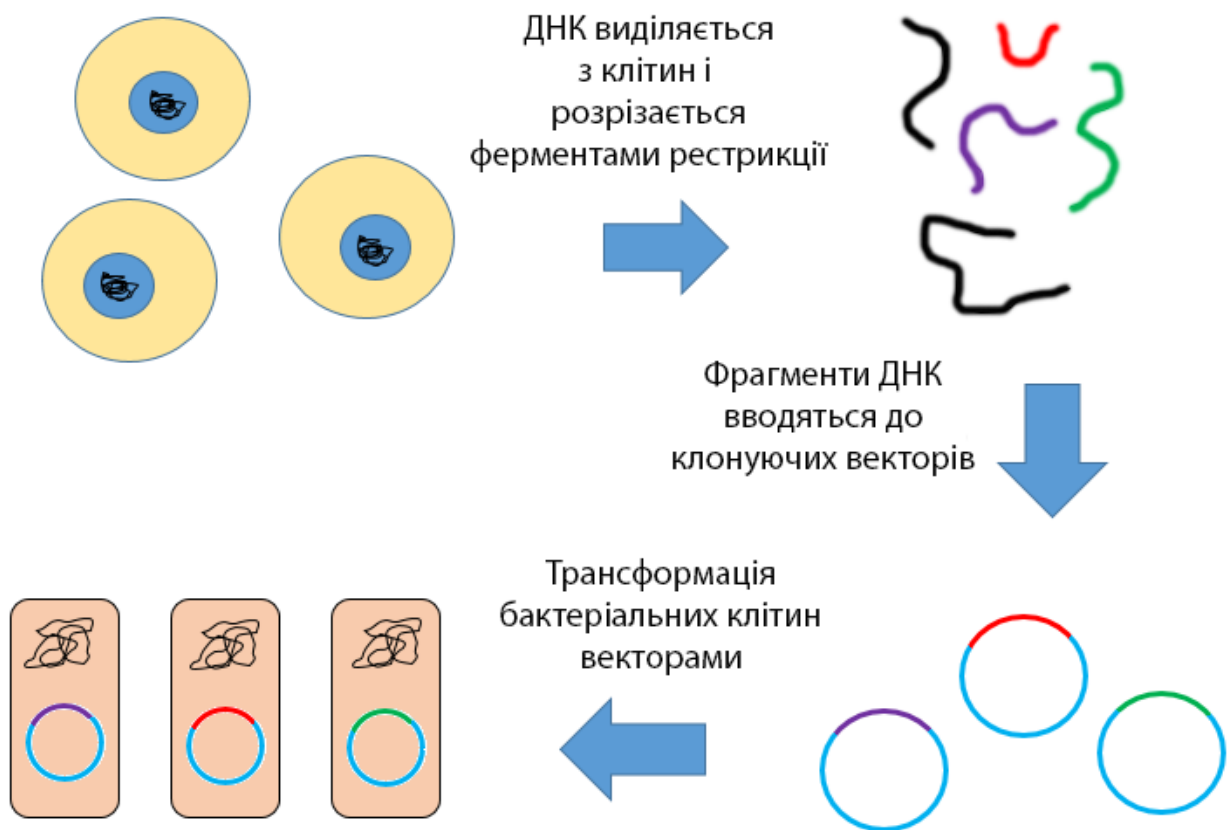 ДНК виділяється
з клітин і
розрізається
ферментами рестрикції
Фрагменти ДНК
вводяться до
клонуючих векторів
Трансформація
бактеріальних клітин
векторами